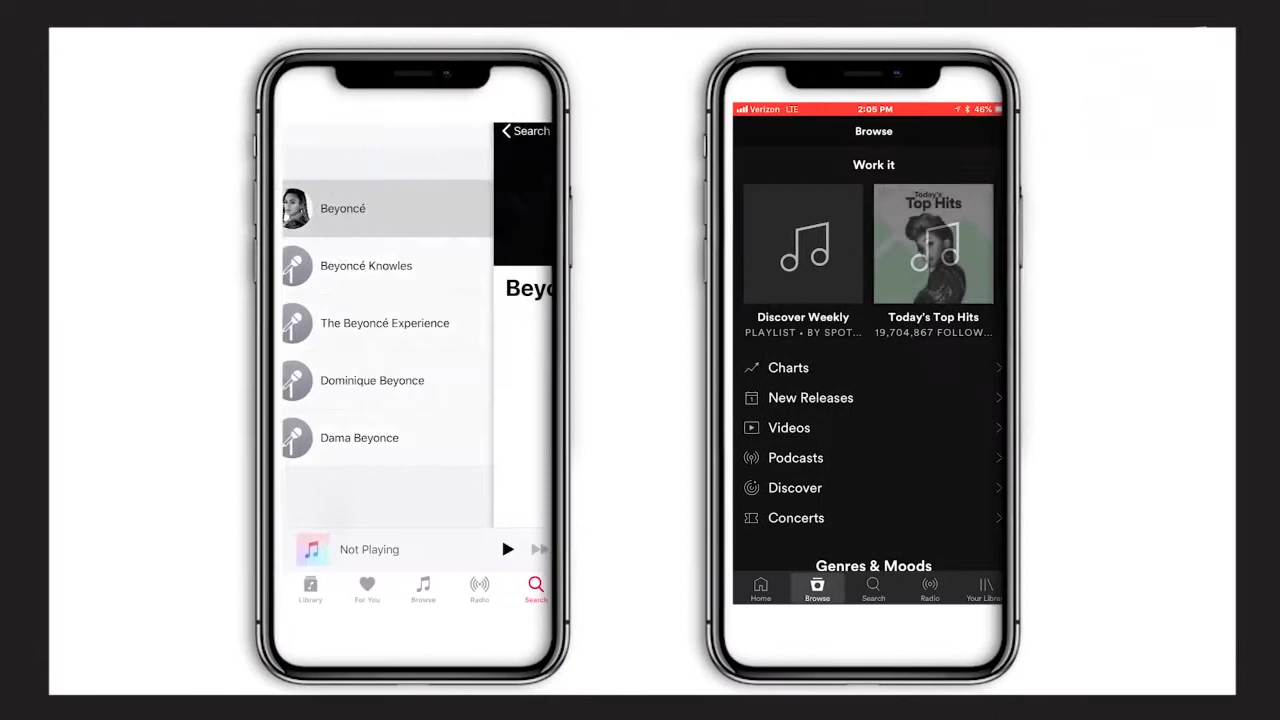 Search
Beyoncé
Beyoncé Knowles
Beyo
The Beyoncé Experience
Dominique Beyonce
Dama Beyonce
Not Playing
Library
For You
Browse
Radio
Search
Verizon LTE
2:05 PM
46%
Browse
Work it
Today's
Top Hits
Discover Weekly
PLAYLIST • BY SPOT...
Today's Top Hits
19,704,867 FOLLOW...
Charts
New Releases
Videos
Podcasts
Discover
Concerts
Genres & Moods
Home
Browse
Search
Radio
Your Libra